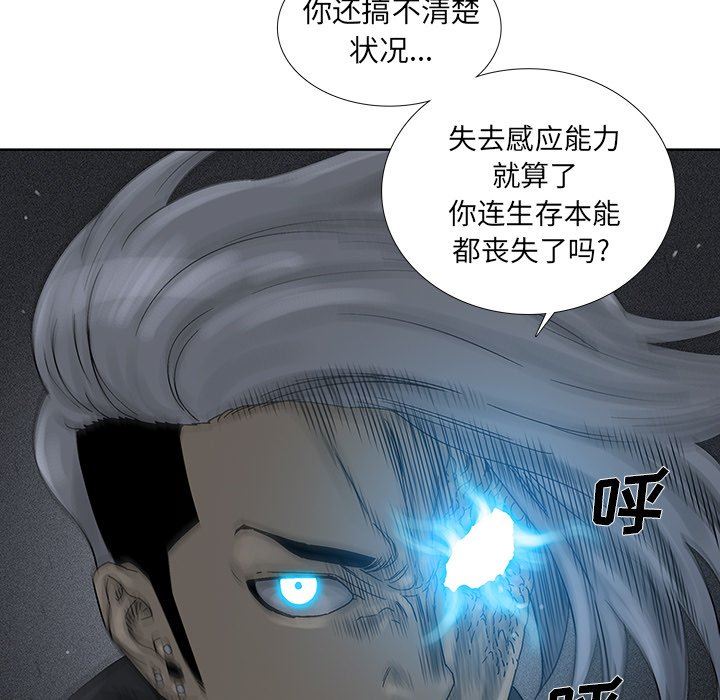 你还搞不清楚
状况...
失去感应能力
就算了
你连生存本能
都丧失了吗?
呼
呼